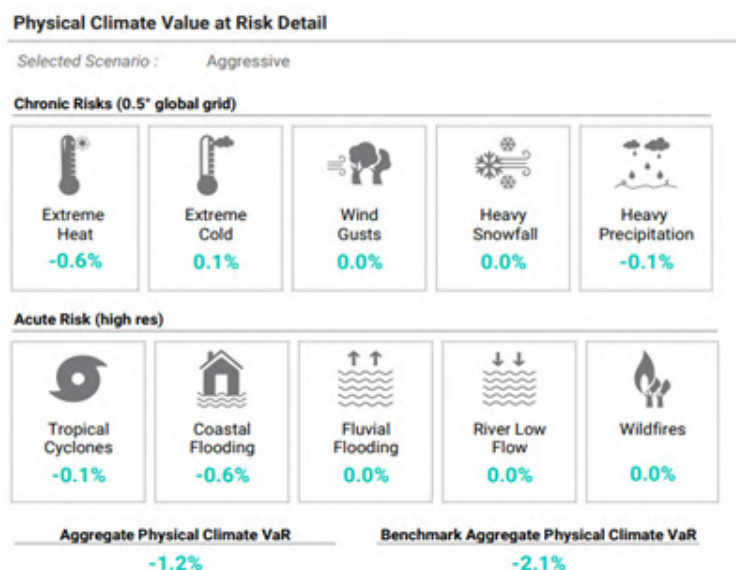 Physical Climate Value at Risk Detail
Selected Scenario : Aggressive
Chronic Risks (0.5° global grid)
Extreme Heat
-0.6%
Extreme Cold
0.1%
Wind Gusts
0.0%
Heavy Snowfall
0.0%
Heavy Precipitation
-0.1%
Acute Risk (high res)
Tropical Cyclones
-0.1%
Coastal Flooding
-0.6%
Fluvial Flooding
0.0%
River Low Flow
0.0%
Wildfires
0.0%
Aggregate Physical Climate VaR
-1.2%
Benchmark Aggregate Physical Climate VaR
-2.1%